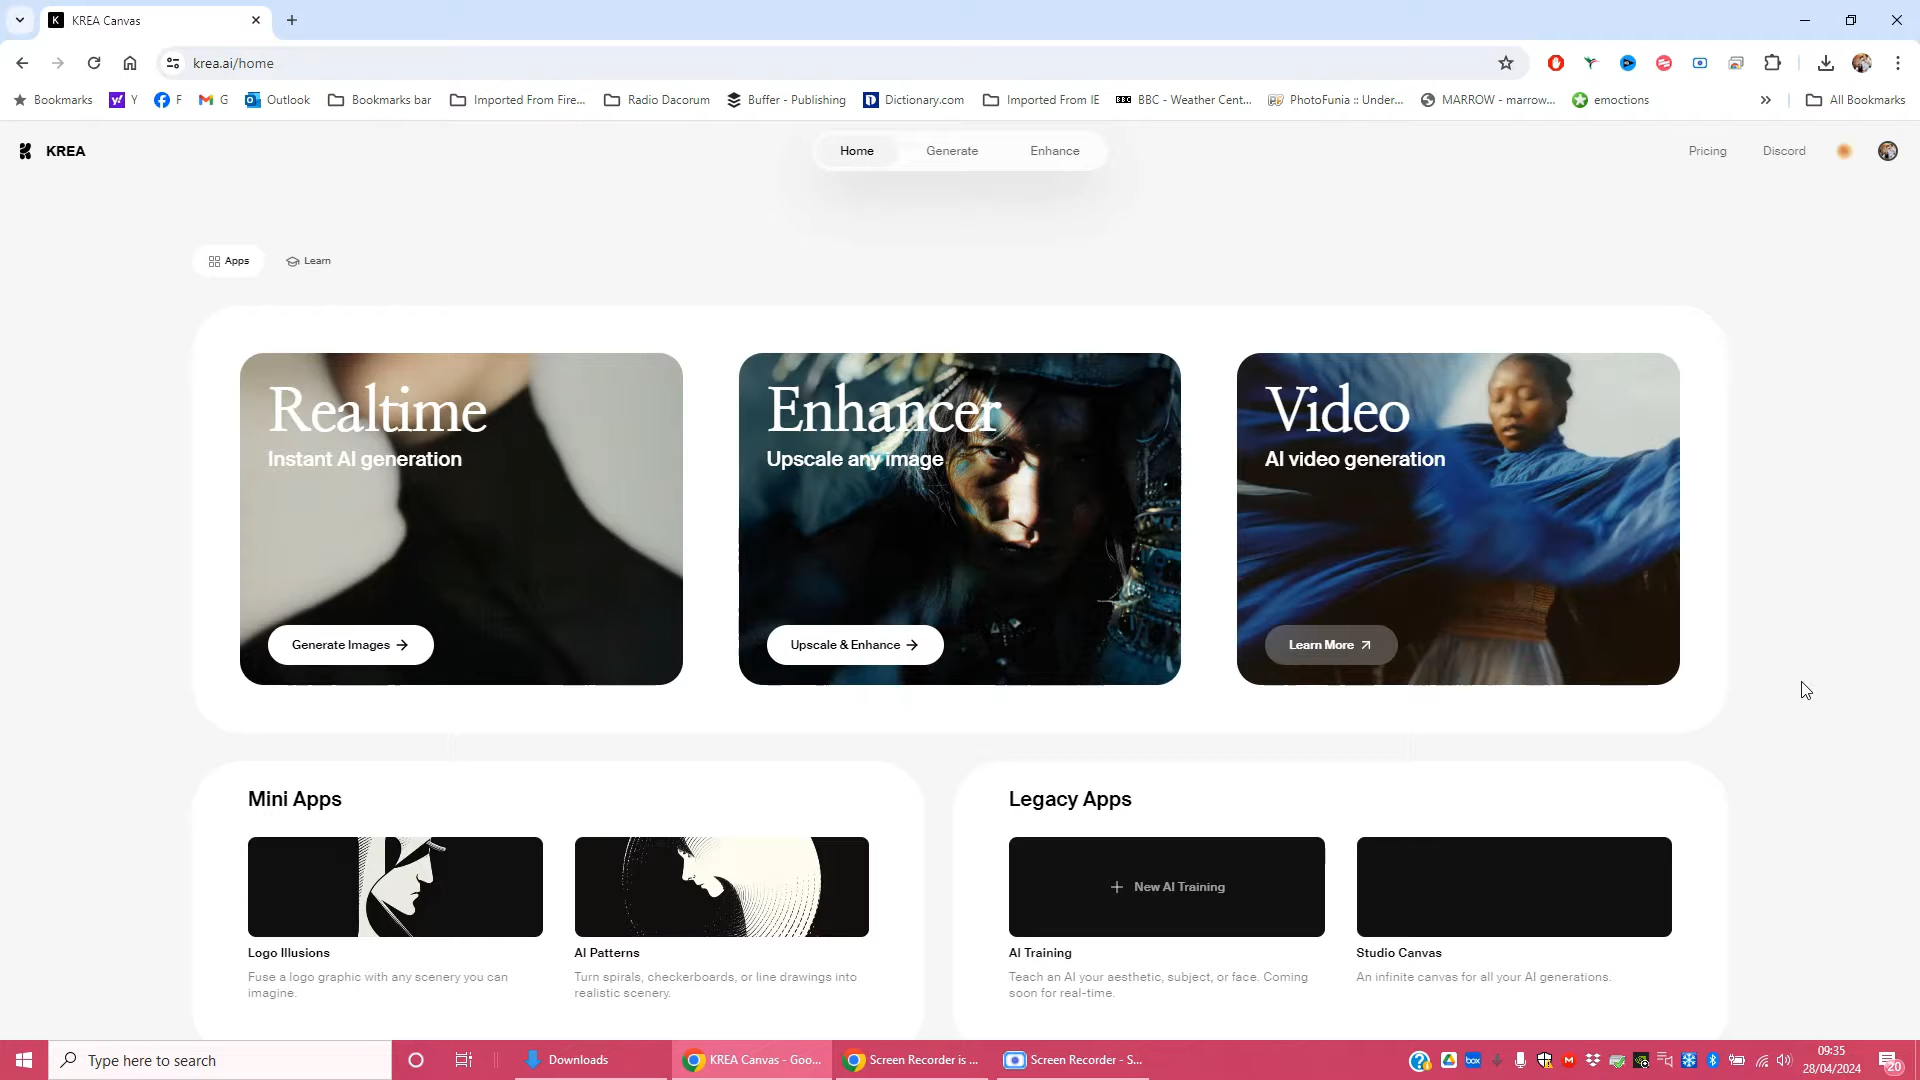 KREA Canvas
krea.ai/home
Bookmarks
Y
F
G
Outlook
Bookmarks bar
Imported From Fire...
Radio Dacorum
Buffer - Publishing
Dictionary.com
Imported From IE
BBC - Weather Cent...
PhotoFunia :: Under...
MARROW - marrow...
emoctions
All Bookmarks
KREA
Home
Generate
Enhance
Pricing
Discord
Apps
Learn
Realtime
Instant AI generation
Generate Images
Enhancer
Upscale any image
Upscale & Enhance
Video
AI video generation
Learn More
Mini Apps
Logo Illusions
Fuse a logo graphic with any scenery you can
imagine.
AI Patterns
Turn spirals, checkerboards, or line drawings into
realistic scenery.
Legacy Apps
New AI Training
AI Training
Teach an AI your aesthetic, subject, or face. Coming
soon for real-time.
Studio Canvas
An infinite canvas for all your AI generations.
Type here to search
Downloads
KREA Canvas - Goo...
Screen Recorder is ...
Screen Recorder - S...
09:35
28/04/2024
20